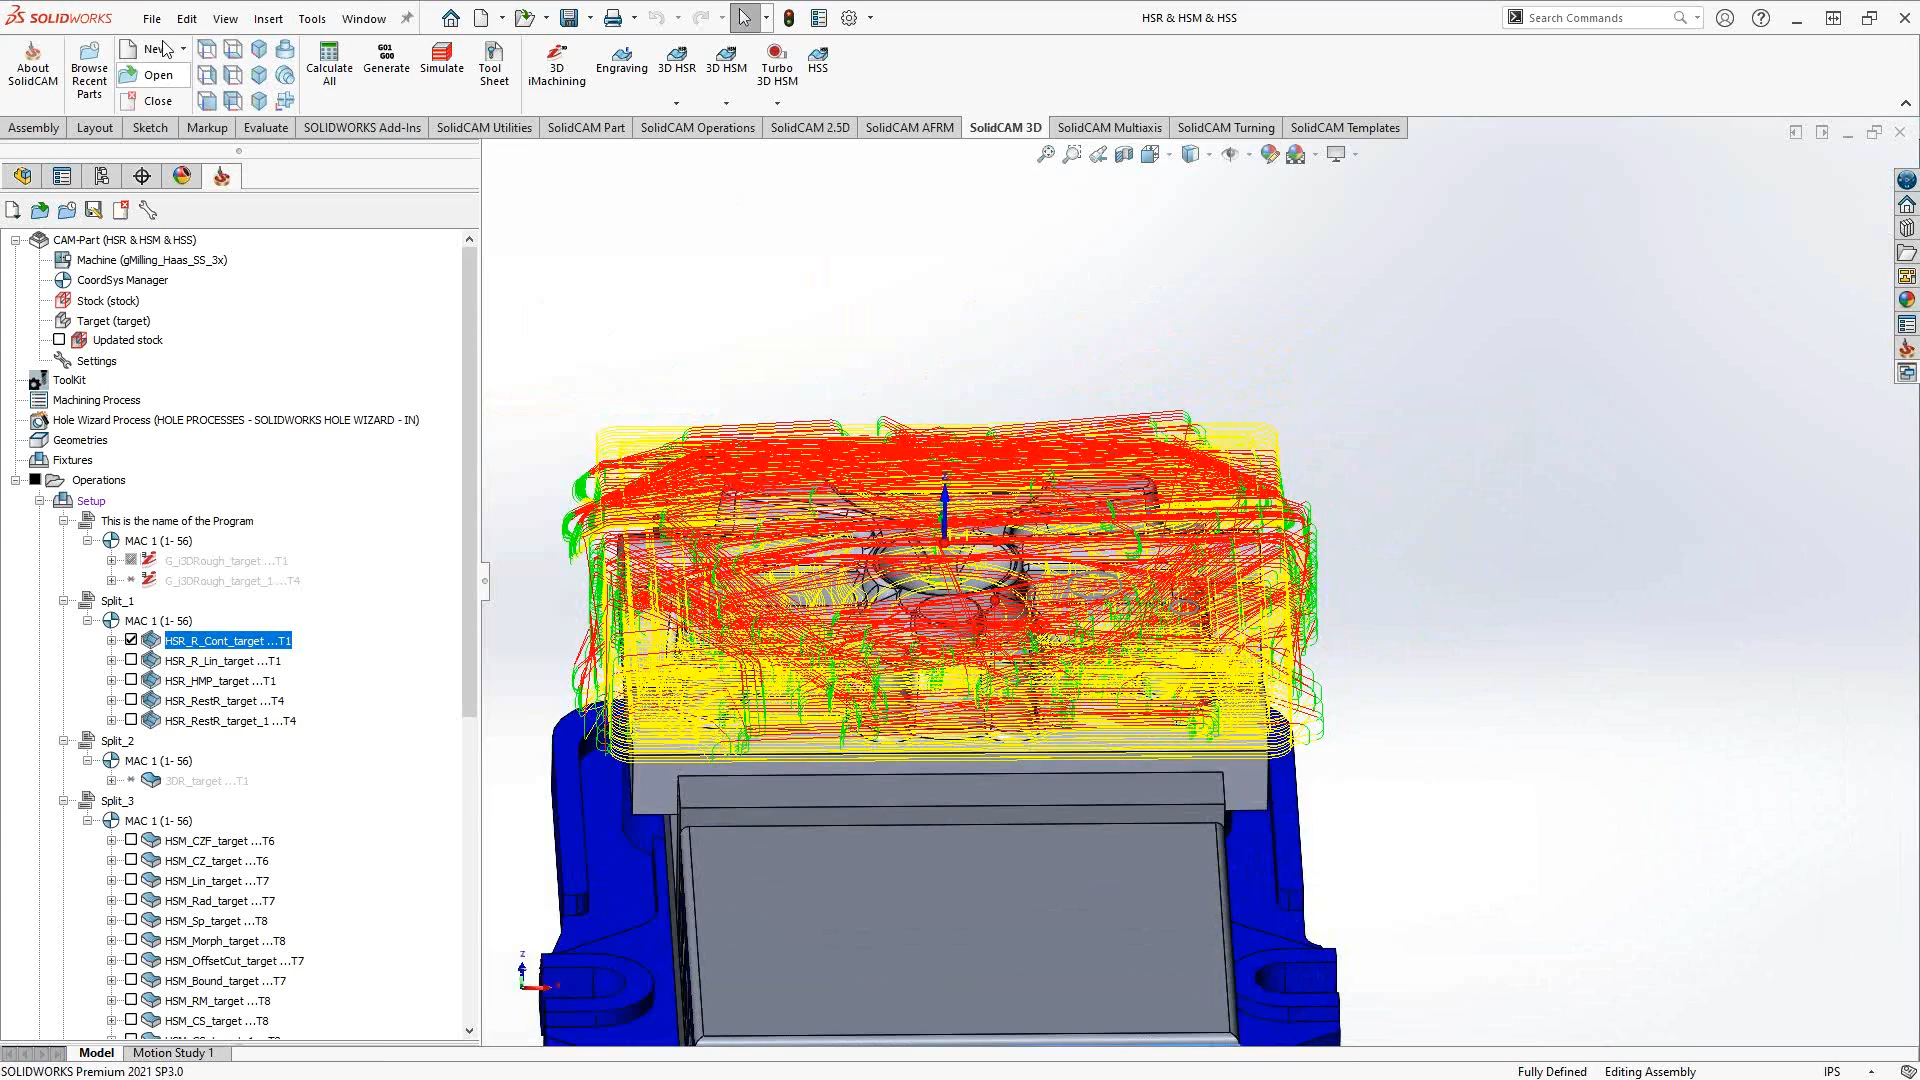 SOLIDWORKS File Edit View Insert Tools Window HSR & HSM & HSS Search Commands
About SolidCAM
Browse Recent Parts
New
Open
Close
Calculate All
G01 G00
Generate
Simulate
Tool Sheet
3D iMachining
Engraving
3D HSR
3D HSM
Turbo 3D HSM
HSS
Assembly Layout Sketch Markup Evaluate SOLIDWORKS Add-Ins SolidCAM Utilities SolidCAM Part SolidCAM Operations SolidCAM 2.5D SolidCAM AFRM SolidCAM 3D SolidCAM Multiaxis SolidCAM Turning SolidCAM Templates
CAM-Part (HSR & HSM & HSS)
Machine (gMilling_Haas_SS_3x)
CoordSys Manager
Stock (stock)
Target (target)
Updated stock
Settings
ToolKit
Machining Process
Hole Wizard Process (HOLE PROCESSES - SOLIDWORKS HOLE WIZARD - IN)
Geometries
Fixtures
Operations
Setup
This is the name of the Program
MAC 1 (1- 56)
G_i3DRough_target ...T1
G_i3DRough_target_1 ...T4
Split_1
MAC 1 (1- 56)
HSR_R_Cont_target ...T1
HSR_R_Lin_target ...T1
HSR_HMP_target ...T1
HSR_RestR_target ...T4
HSR_RestR_target_1 ...T4
Split_2
MAC 1 (1- 56)
3DR_target ...T1
Split_3
MAC 1 (1- 56)
HSM_CZF_target ...T6
HSM_CZ_target ...T6
HSM_Lin_target ...T7
HSM_Rad_target ...T7
HSM_Sp_target ...T8
HSM_Morph_target ...T8
HSM_OffsetCut_target ...T7
HSM_Bound_target ...T7
HSM_RM_target ...T8
HSM_CS_target ...T8
z
Model Motion Study 1
SOLIDWORKS Premium 2021 SP3.0 Fully Defined Editing Assembly IPS